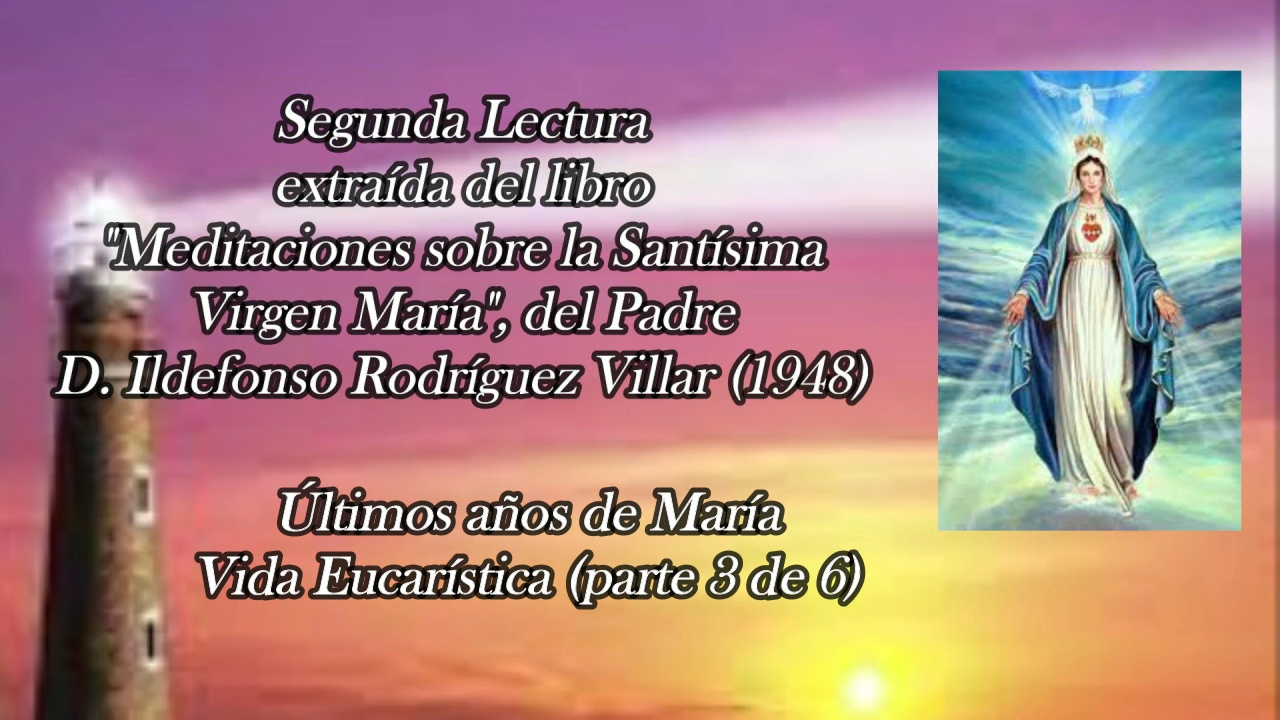 Segunda Lectura
extraída del libro
"Meditaciones sobre la Santísima
Virgen María", del Padre
D. Ildefonso Rodríguez Villar (1948)
Últimos años de María
Vida Eucarística (parte 3 de 6)